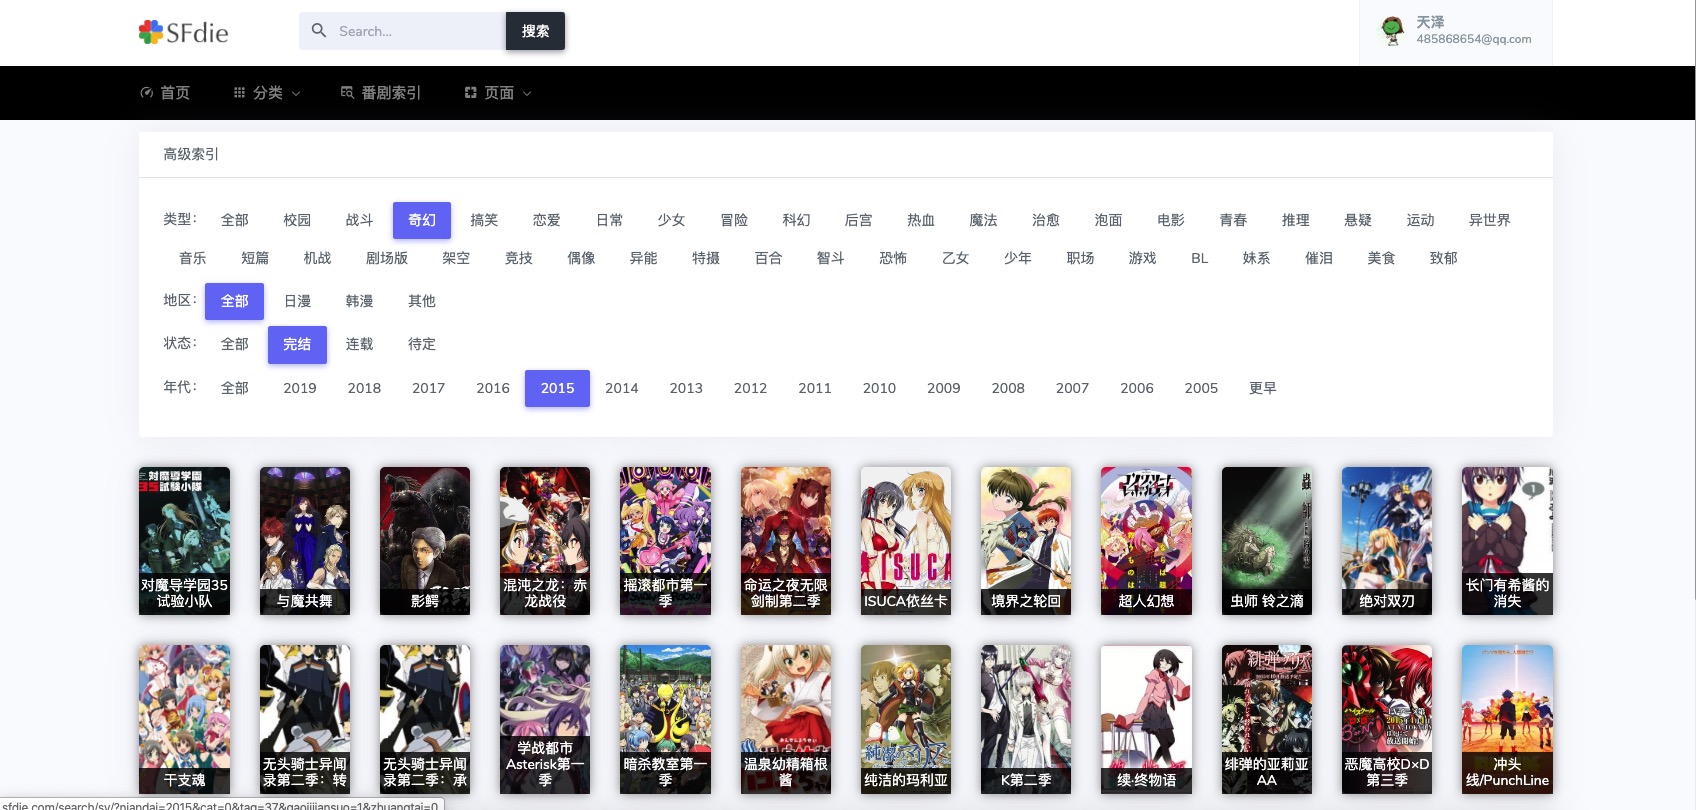 SFdie
Search...
搜索
天泽
485868654@qq.com
首页
分类
番剧索引
页面
高级索引
类型： 全部 校园 战斗 奇幻 搞笑 恋爱 日常 少女 冒险 科幻 后宫 热血 魔法 治愈 泡面 电影 青春 推理 悬疑 运动 异世界
音乐 短篇 机战 剧场版 架空 竞技 偶像 异能 特摄 百合 智斗 恐怖 乙女 少年 职场 游戏 BL 妹系 催泪 美食 致郁
地区： 全部 日漫 韩漫 其他
状态： 全部 完结 连载 待定
年代： 全部 2019 2018 2017 2016 2015 2014 2013 2012 2011 2010 2009 2008 2007 2006 2005 更早
対魔導学園
35試験小隊
对魔导学园35
试验小队
与魔共舞
影鳄
混沌之龙：赤
龙战役
摇滚都市第一
季
命运之夜无限
剑制第二季
ISUCA
ISUCA依丝卡
境界之轮回
超人幻想
虫师 铃之滴
绝对双刃
长门有希酱的
消失
干支魂
无头骑士异闻
录第二季：转
无头骑士异闻
录第二季：承
学战都市
Asterisk第一
季
暗杀教室第一
季
温泉幼精箱根
酱
纯洁的玛利亚
K第二季
续·终物语
绯弹的亚莉亚
AA
恶魔高校D×D
第三季
冲头
线/PunchLine
sfdie.com/search/sy/?niandai=2015&cat=0&tag=37&gaojijiansuo=1&zhuangtai=0